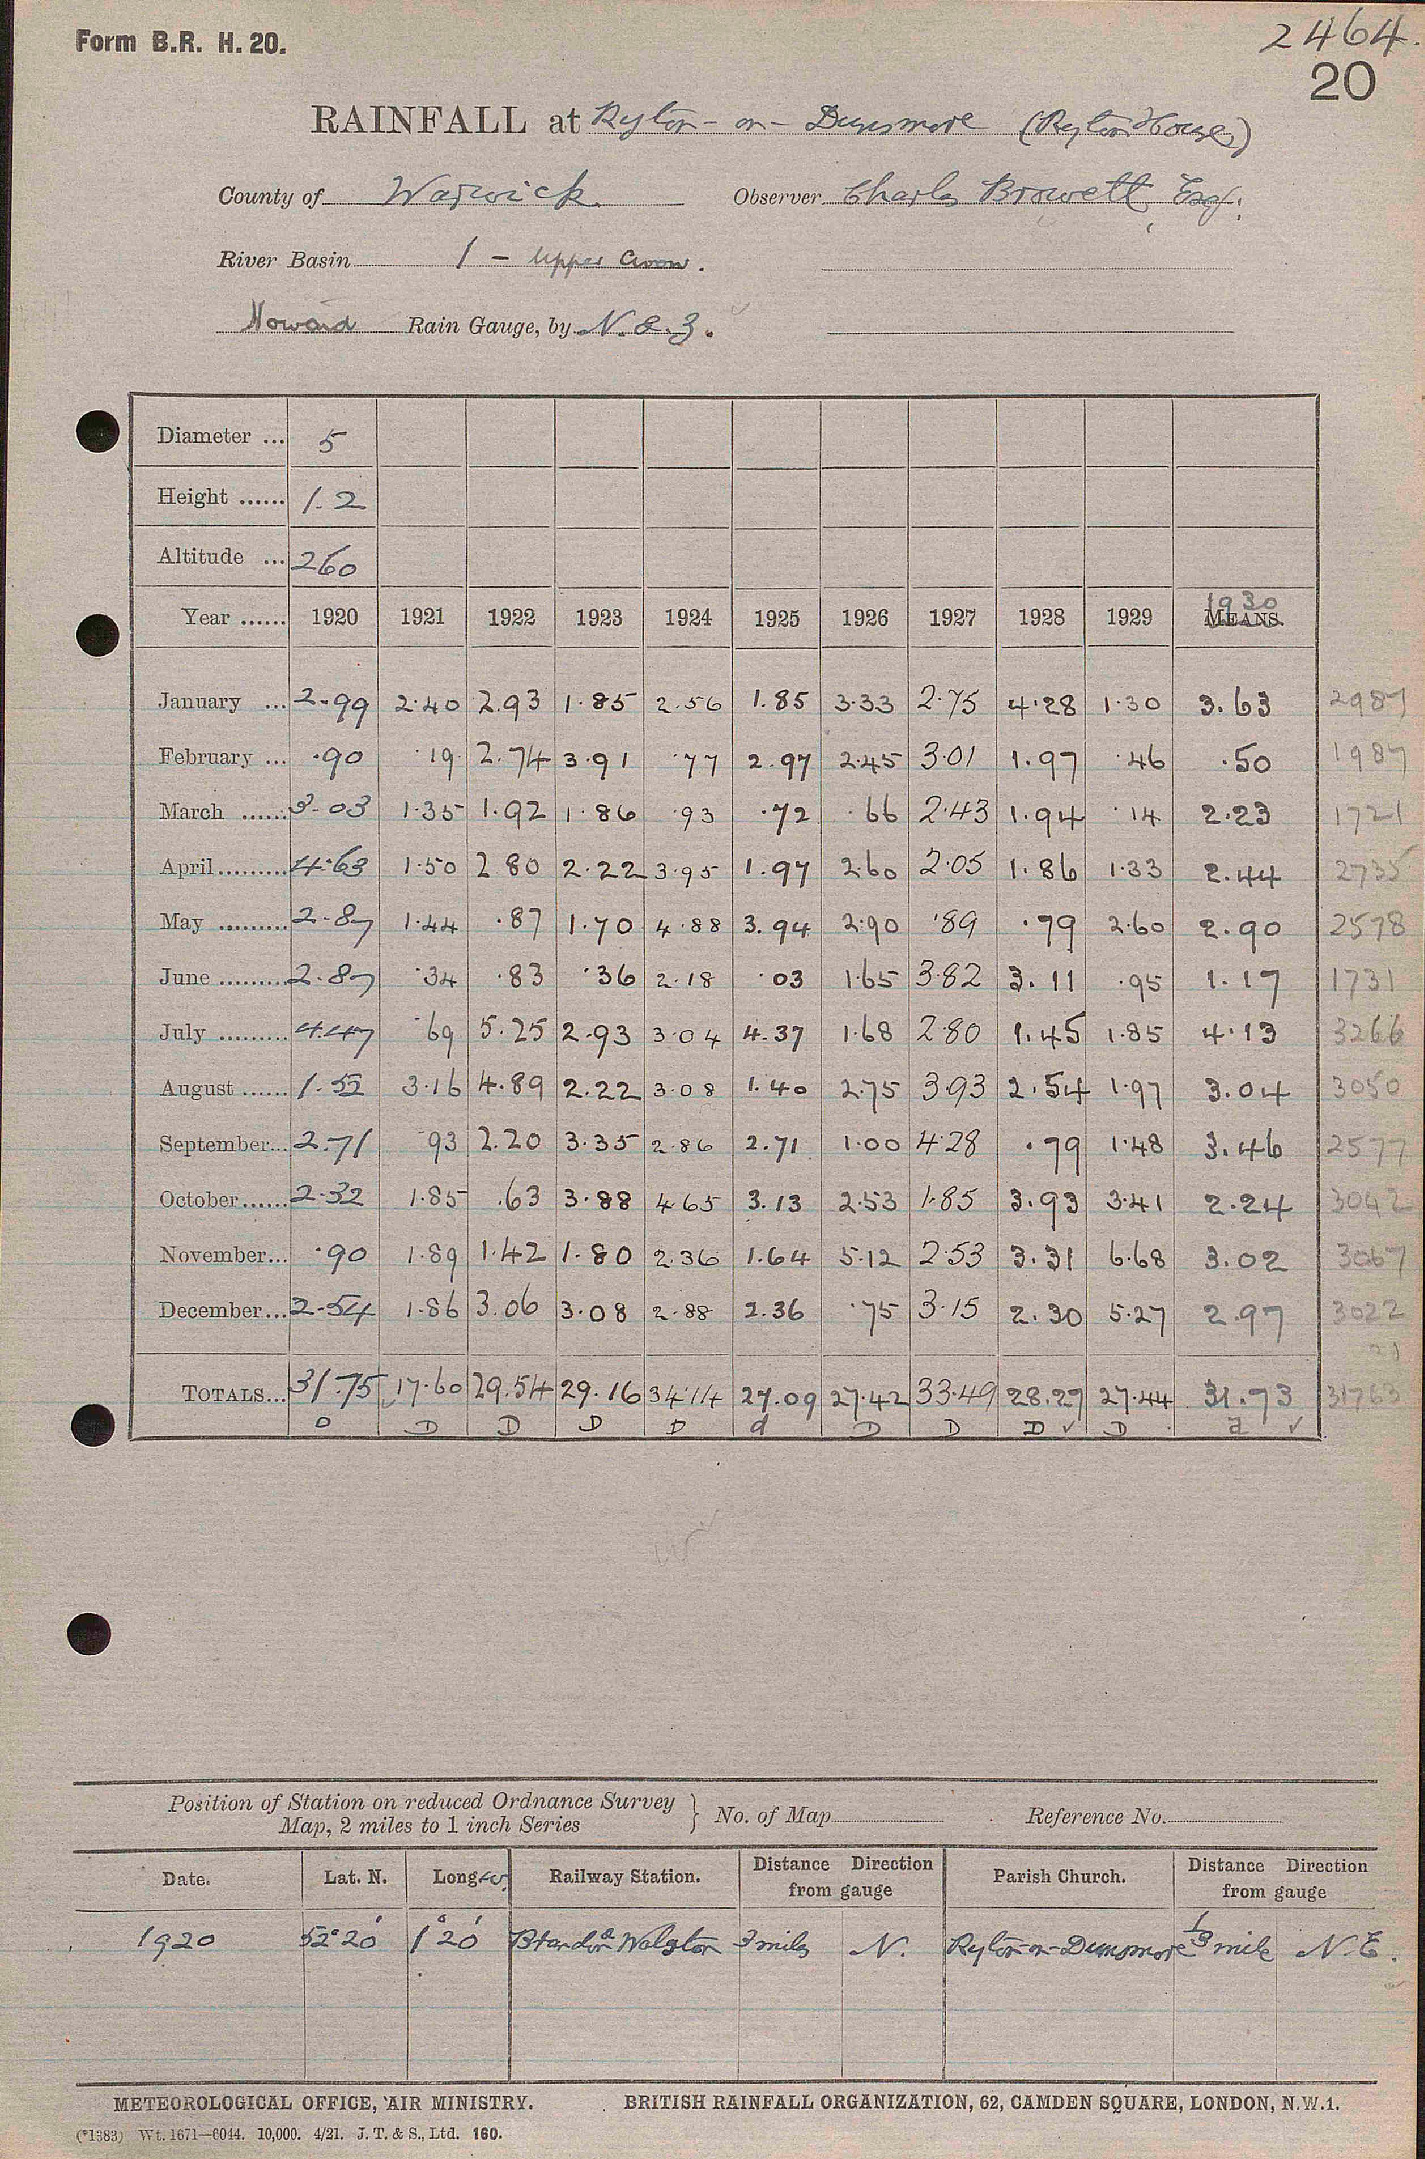 Form B.R. H. 20.
2464.
20
RAINFALL at Ryton-on-Dunsmore (Ryton House)
County of Warwick. Observer Charles Browett, Esq.
River Basin 1 - Upper Avon.
Howard Rain Gauge, by N. & Z.
Diameter ... 5
Height ...... 1.2
Altitude ... 260
1930
Year ...... 1920 1921 1922 1923 1924 1925 1926 1927 1928 1929 MEANS.
January ... 2.99 2.40 2.93 1.85 2.56 1.85 3.33 2.75 4.28 1.30 3.63 2987
February ... .90 .19 2.74 3.91 .77 2.97 2.45 3.01 1.97 .46 .50 1987
March ...... 3.03 1.35 1.92 1.86 .93 .72 .66 2.43 1.94 .14 2.23 1721
April ......... 4.63 1.50 2.80 2.22 3.95 1.97 2.60 2.05 1.86 1.33 2.44 2735
May ......... 2.87 1.44 .87 1.70 4.88 3.94 2.90 .89 .79 2.60 2.90 2578
June ......... 2.87 .34 .83 .36 2.18 .03 1.65 3.82 3.11 .95 1.17 1731
July ......... 4.47 .69 5.25 2.93 3.04 4.37 1.68 2.80 1.45 1.85 4.13 3266
August ...... 1.52 3.16 4.89 2.22 3.08 1.40 2.75 3.93 2.54 1.97 3.04 3050
September... 2.71 .93 2.20 3.35 2.86 2.71 1.00 4.28 .79 1.48 3.46 2577
October...... 2.32 1.85 .63 3.88 4.65 3.13 2.53 1.85 3.93 3.41 2.24 3042
November... .90 1.89 1.42 1.80 2.36 1.64 5.12 2.53 3.31 6.68 3.02 3067
December... 2.54 1.86 3.06 3.08 2.88 2.36 .75 3.15 2.30 5.27 2.97 3022
TOTALS... 31.75 17.60 29.54 29.16 34.14 27.09 27.42 33.49 28.27 27.44 31.73 31763
D D D D d D D D ✓ D d ✓
Position of Station on reduced Ordnance Survey
Map, 2 miles to 1 inch Series } No. of Map Reference No.
Date. Lat. N. Long. W. Railway Station. Distance Direction from gauge Parish Church. Distance Direction from gauge
1920 52°20' 1°20' Brandon & Wolston 3 miles N. Ryton-on-Dunsmore 1/3 mile N.E.
METEOROLOGICAL OFFICE, AIR MINISTRY. BRITISH RAINFALL ORGANIZATION, 62, CAMDEN SQUARE, LONDON, N.W.1.
(*1383) Wt. 1671—6044. 10,000. 4/21. J. T. & S., Ltd. 160.